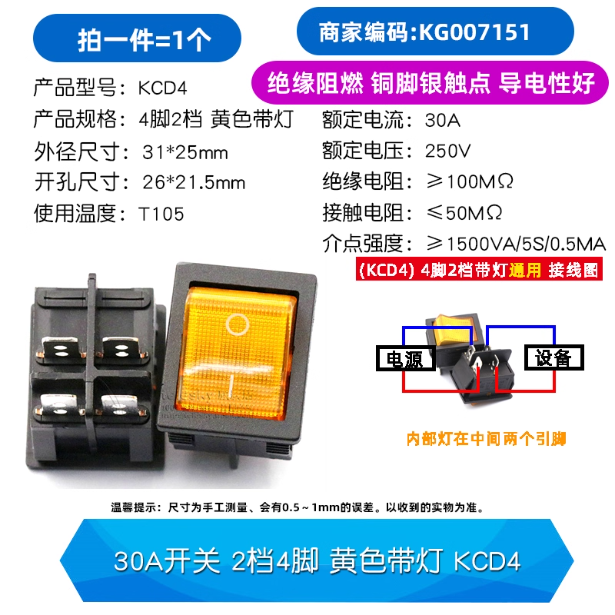 拍一件=1个
商家编码:KG007151
绝缘阻燃 铜脚银触点 导电性好
产品型号：KCD4
产品规格：4脚2档 黄色带灯
外径尺寸：31*25mm
开孔尺寸：26*21.5mm
使用温度：T105
额定电流：30A
额定电压：250V
绝缘电阻：≥100MΩ
接触电阻：≤50MΩ
介点强度：≥1500VA/5S/0.5MA
(KCD4) 4脚2档带灯通用 接线图
电源
设备
内部灯在中间两个引脚
温馨提示：尺寸为手工测量、会有0.5~1mm的误差。以收到的实物为准。
30A开关 2档4脚 黄色带灯 KCD4